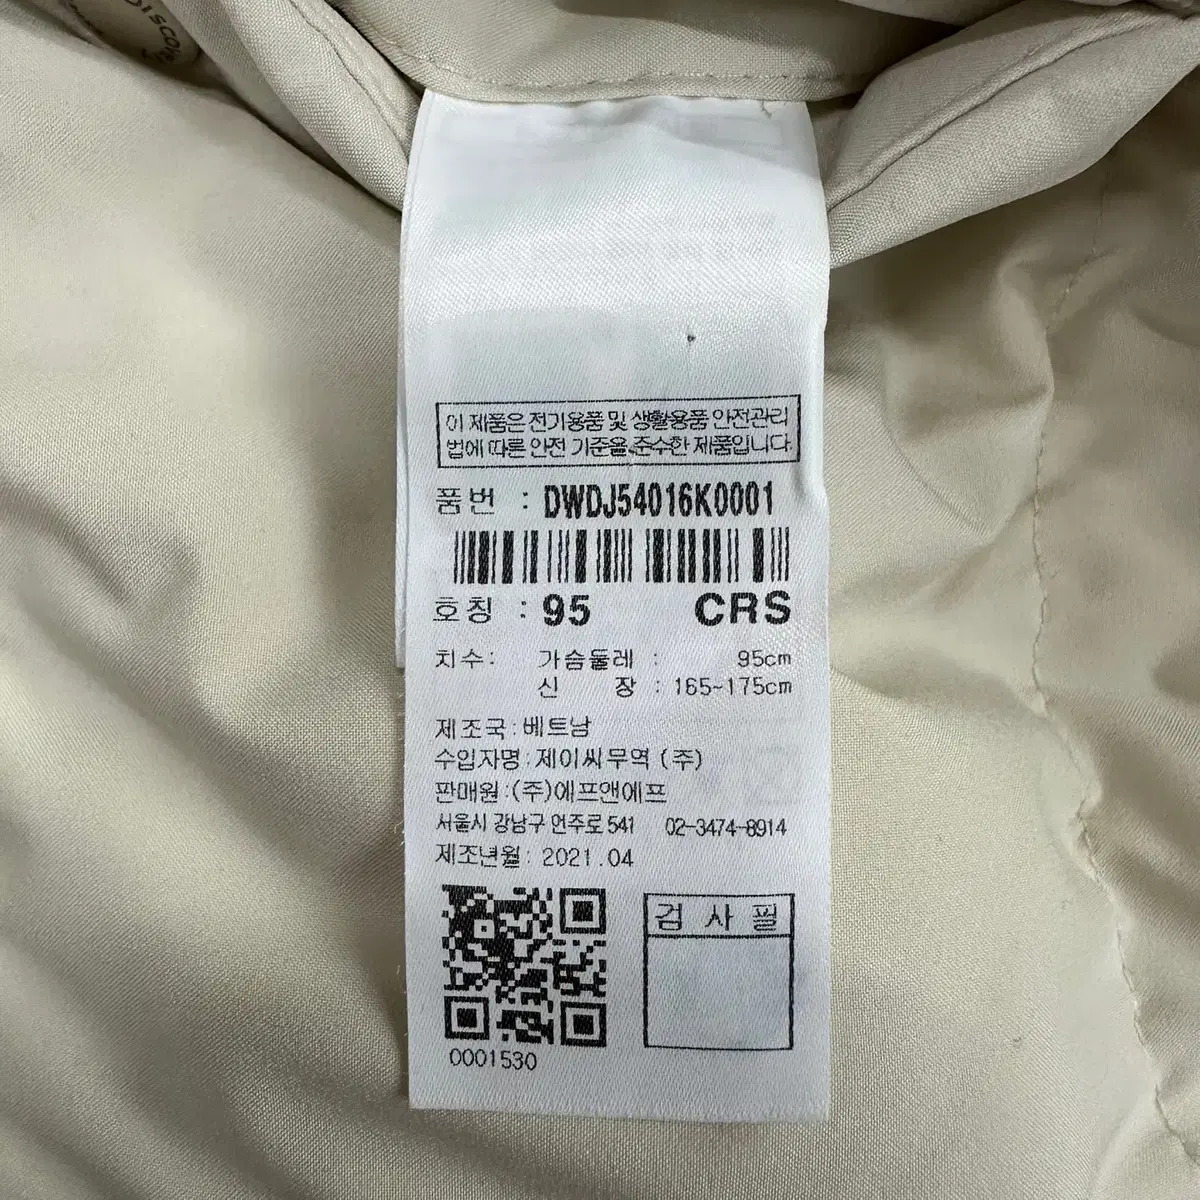 DISCOVE
이 제품은 전기용품 및 생활용품 안전관리
법에 따른 안전 기준을 준수한 제품입니다.
품번 : DWDJ54016K0001
호칭 : 95 CRS
치수: 가슴둘레 : 95cm
신 장 : 165~175cm
제조국:베트남
수입자명:제이씨무역 (주)
판매원:(주)에프앤에프
서울시 강남구 언주로 541 02-3474-8914
제조년월: 2021.04
검 사 필
0001530